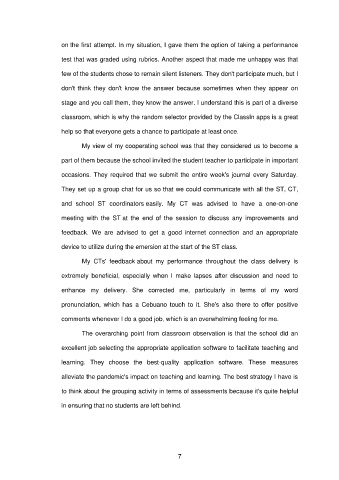 on the first attempt. In my situation, I gave them the option of taking a performance
test that was graded using rubrics. Another aspect that made me unhappy was that
few of the students chose to remain silent listeners. They don't participate much, but I
don't think they don't know the answer because sometimes when they appear on
stage and you call them, they know the answer. I understand this is part of a diverse
classroom, which is why the random selector provided by the ClassIn apps is a great
help so that everyone gets a chance to participate at least once.
My view of my cooperating school was that they considered us to become a
part of them because the school invited the student teacher to participate in important
occasions. They required that we submit the entire week's journal every Saturday.
They set up a group chat for us so that we could communicate with all the ST, CT,
and school ST coordinators easily. My CT was advised to have a one-on-one
meeting with the ST at the end of the session to discuss any improvements and
feedback. We are advised to get a good internet connection and an appropriate
device to utilize during the emersion at the start of the ST class.
My CTs' feedback about my performance throughout the class delivery is
extremely beneficial, especially when I make lapses after discussion and need to
enhance my delivery. She corrected me, particularly in terms of my word
pronunciation, which has a Cebuano touch to it. She's also there to offer positive
comments whenever I do a good job, which is an overwhelming feeling for me.
The overarching point from classroom observation is that the school did an
excellent job selecting the appropriate application software to facilitate teaching and
learning. They choose the best-quality application software. These measures
alleviate the pandemic's impact on teaching and learning. The best strategy I have is
to think about the grouping activity in terms of assessments because it's quite helpful
in ensuring that no students are left behind.
7